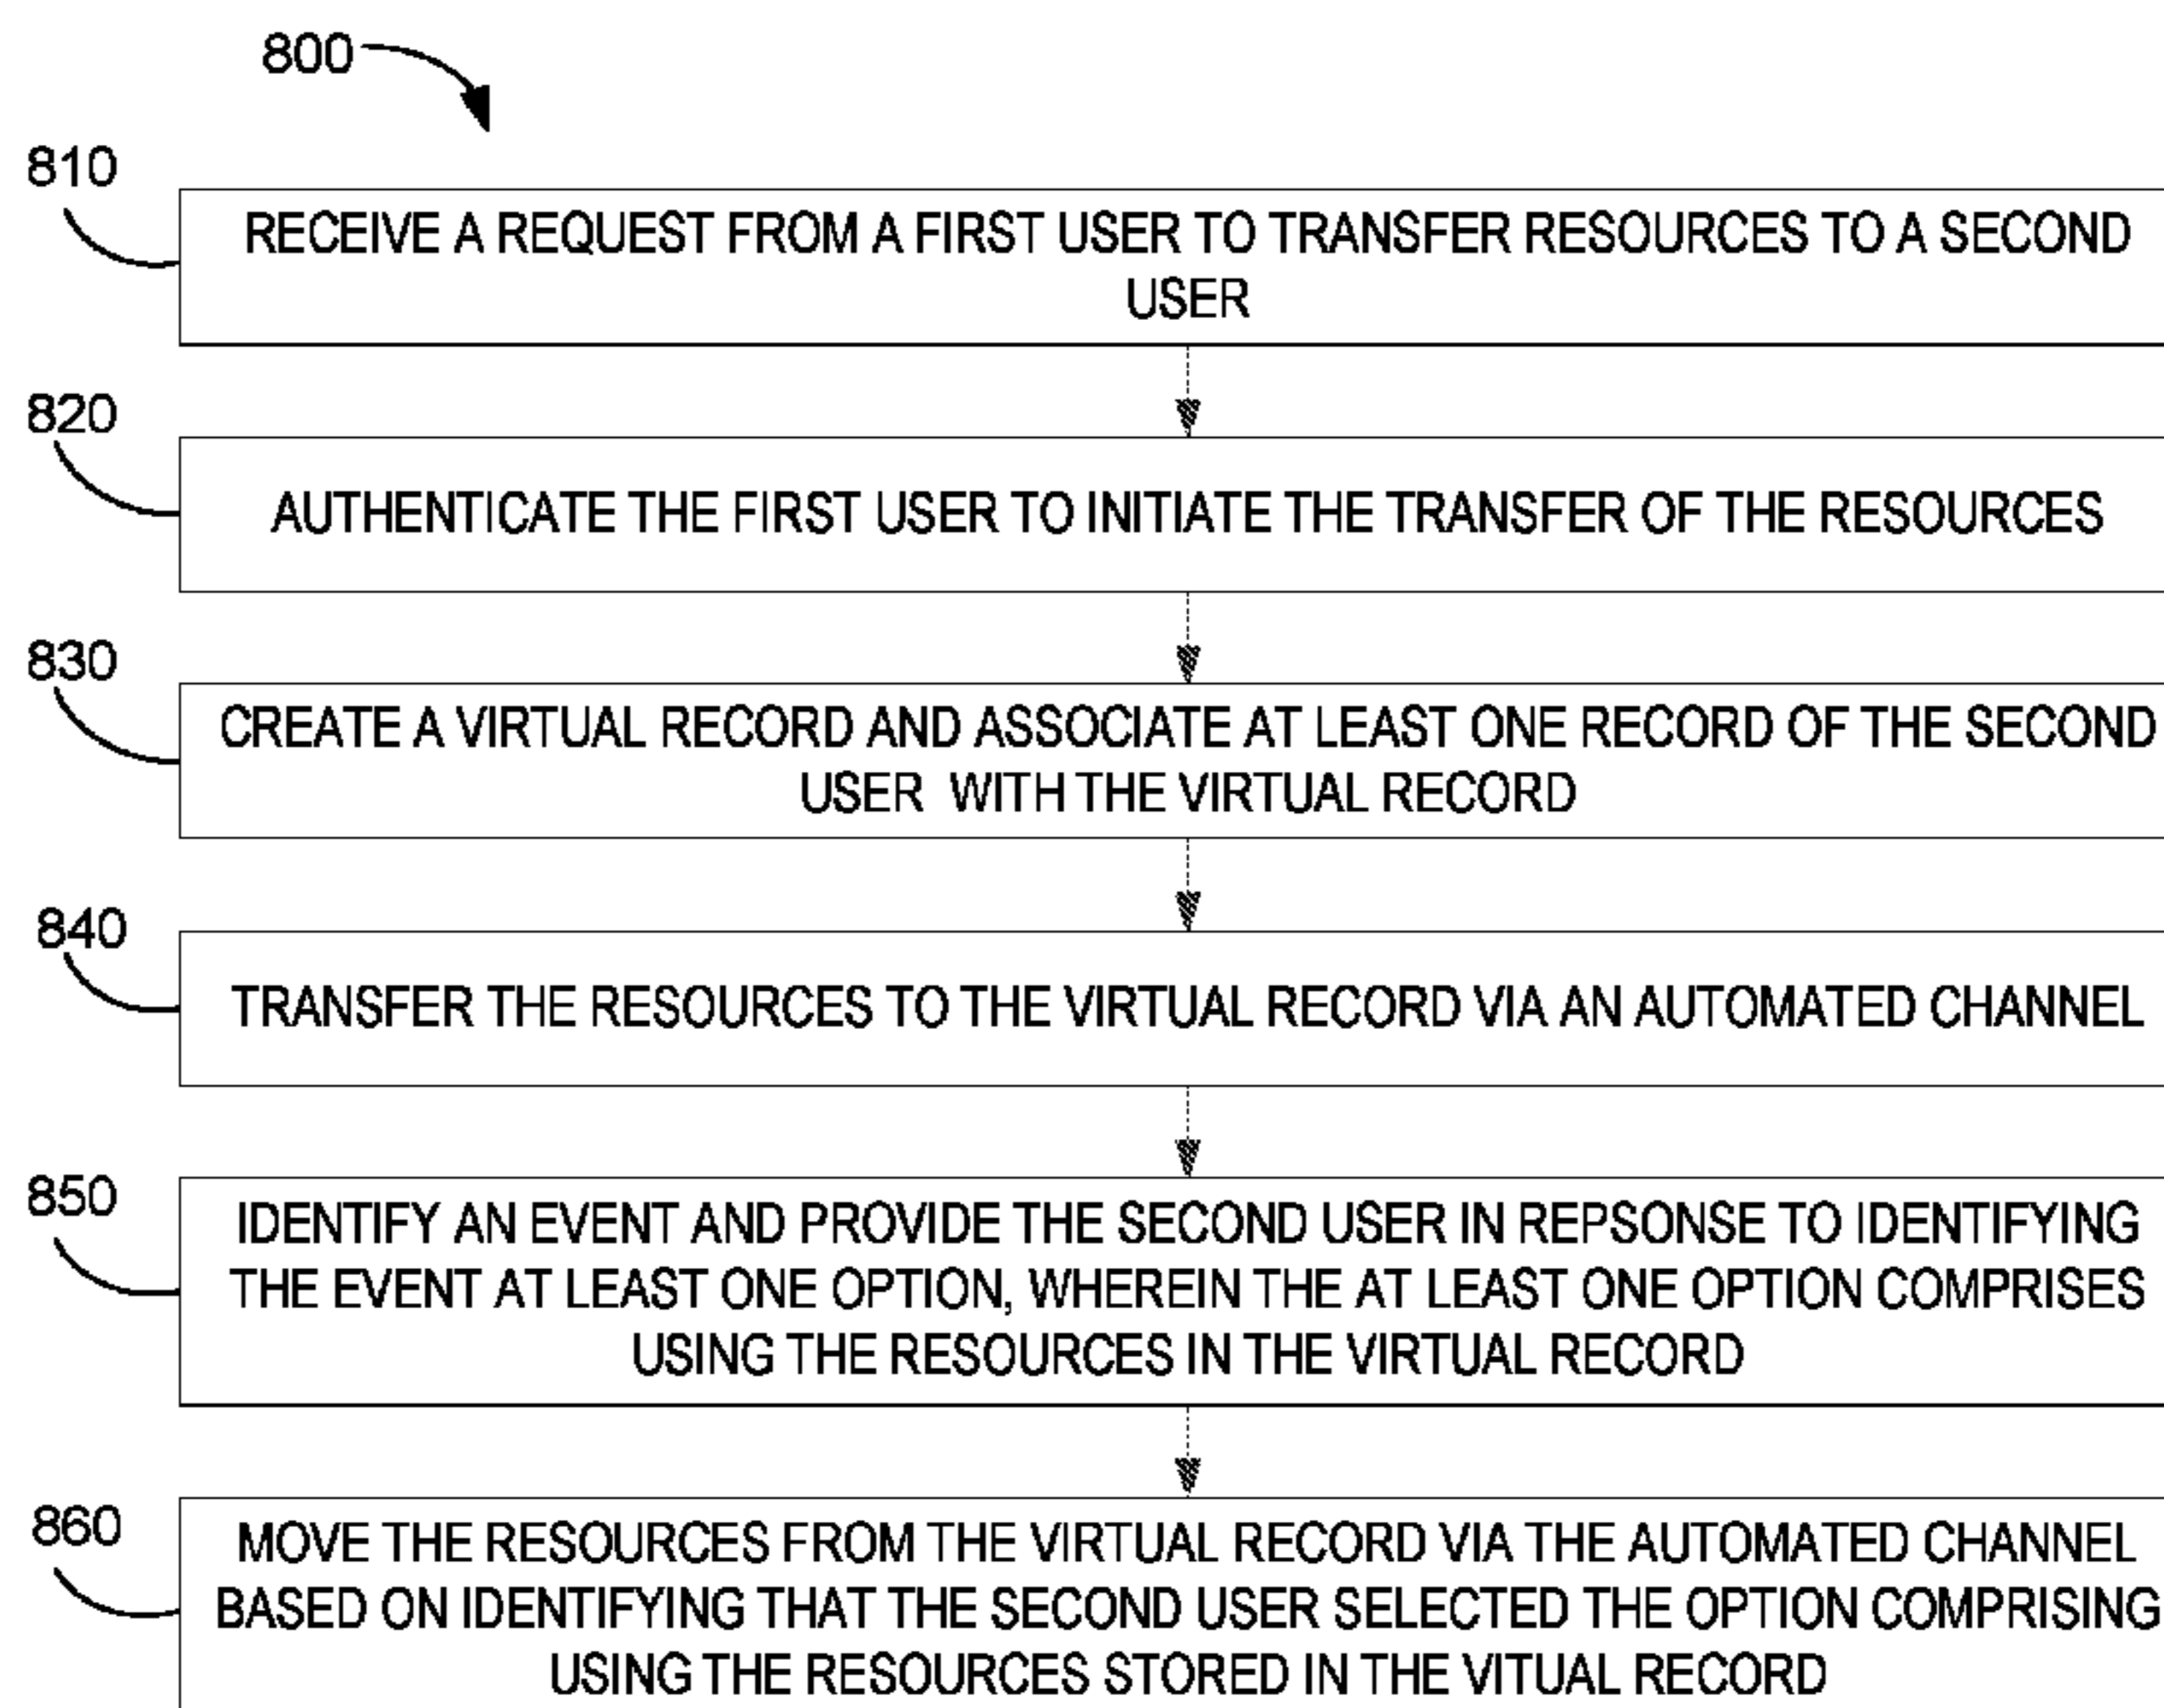 800
810
RECEIVE A REQUEST FROM A FIRST USER TO TRANSFER RESOURCES TO A SECOND
USER
820
AUTHENTICATE THE FIRST USER TO INITIATE THE TRANSFER OF THE RESOURCES
830
CREATE A VIRTUAL RECORD AND ASSOCIATE AT LEAST ONE RECORD OF THE SECOND
USER WITH THE VIRTUAL RECORD
840
TRANSFER THE RESOURCES TO THE VIRTUAL RECORD VIA AN AUTOMATED CHANNEL
850
IDENTIFY AN EVENT AND PROVIDE THE SECOND USER IN REPSONSE TO IDENTIFYING
THE EVENT AT LEAST ONE OPTION, WHEREIN THE AT LEAST ONE OPTION COMPRISES
USING THE RESOURCES IN THE VIRTUAL RECORD
860
MOVE THE RESOURCES FROM THE VIRTUAL RECORD VIA THE AUTOMATED CHANNEL
BASED ON IDENTIFYING THAT THE SECOND USER SELECTED THE OPTION COMPRISING
USING THE RESOURCES STORED IN THE VITUAL RECORD